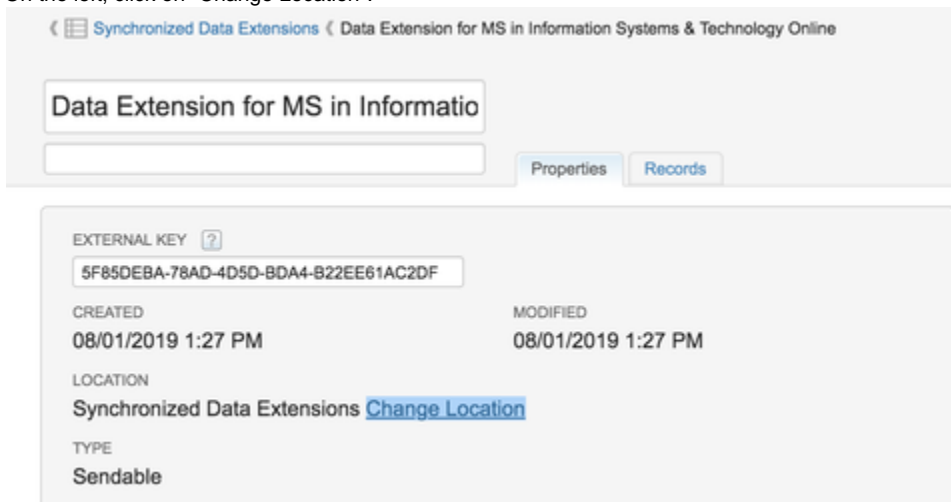 On the left, click on "Change Location".
⟪ Synchronized Data Extensions ⟪ Data Extension for MS in Information Systems & Technology Online
Data Extension for MS in Informatio
Properties Records
EXTERNAL KEY ?
5F85DEBA-78AD-4D5D-BDA4-B22EE61AC2DF
CREATED MODIFIED
08/01/2019 1:27 PM 08/01/2019 1:27 PM
LOCATION
Synchronized Data Extensions Change Location
TYPE
Sendable